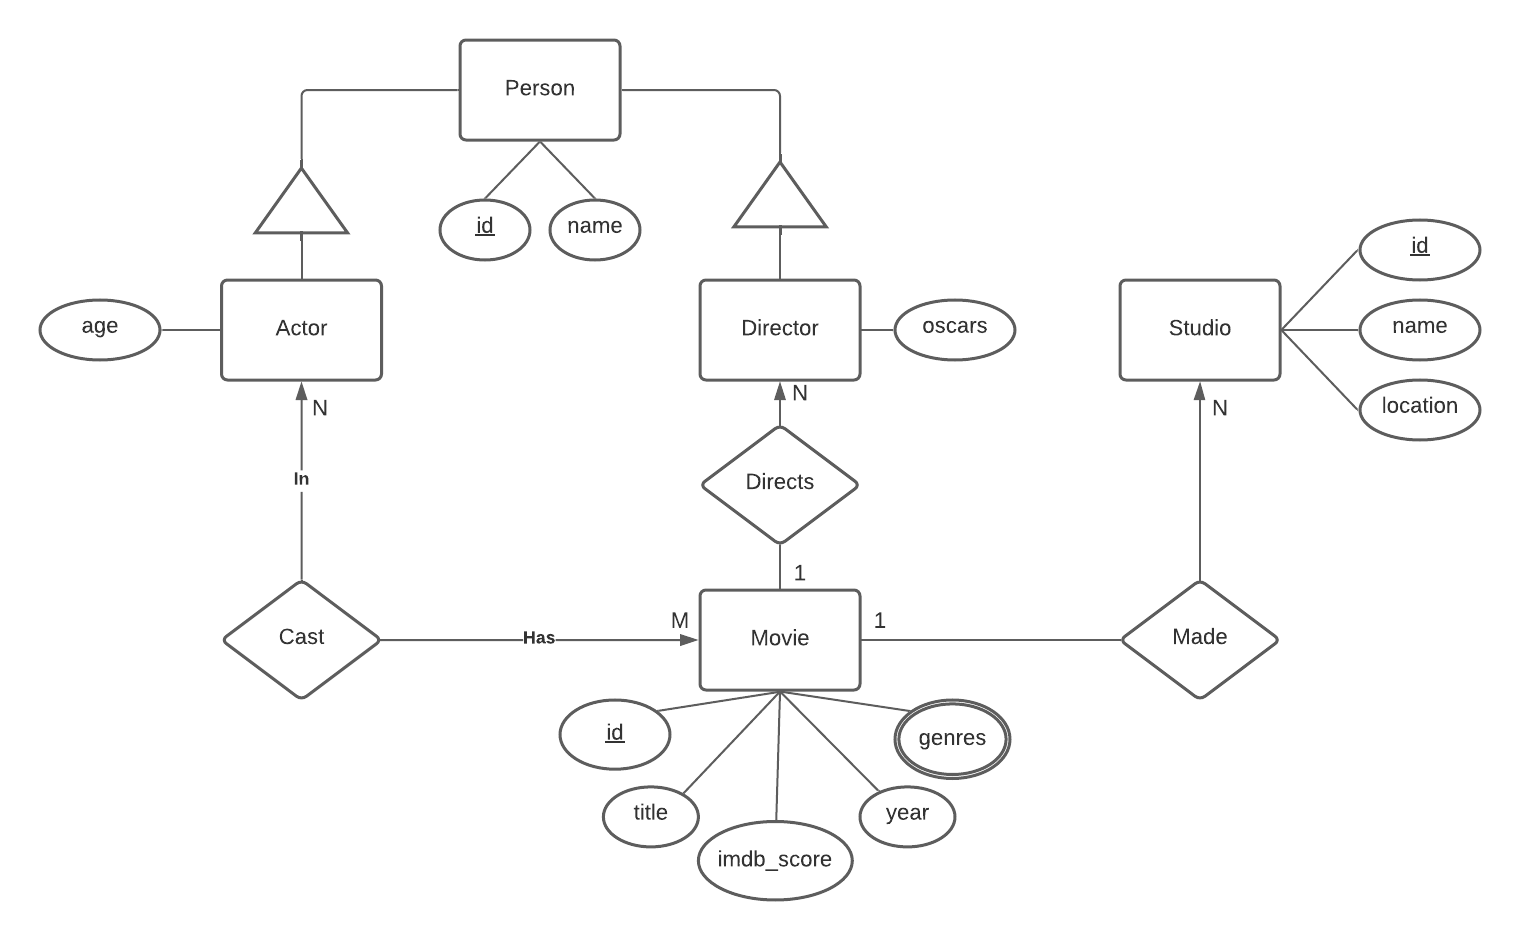 Person
id
name
id
age
Actor
Director
oscars
Studio
name
N
N
N
location
In
Directs
1
M
1
Cast
Has
Movie
Made
id
genres
title
year
imdb_score